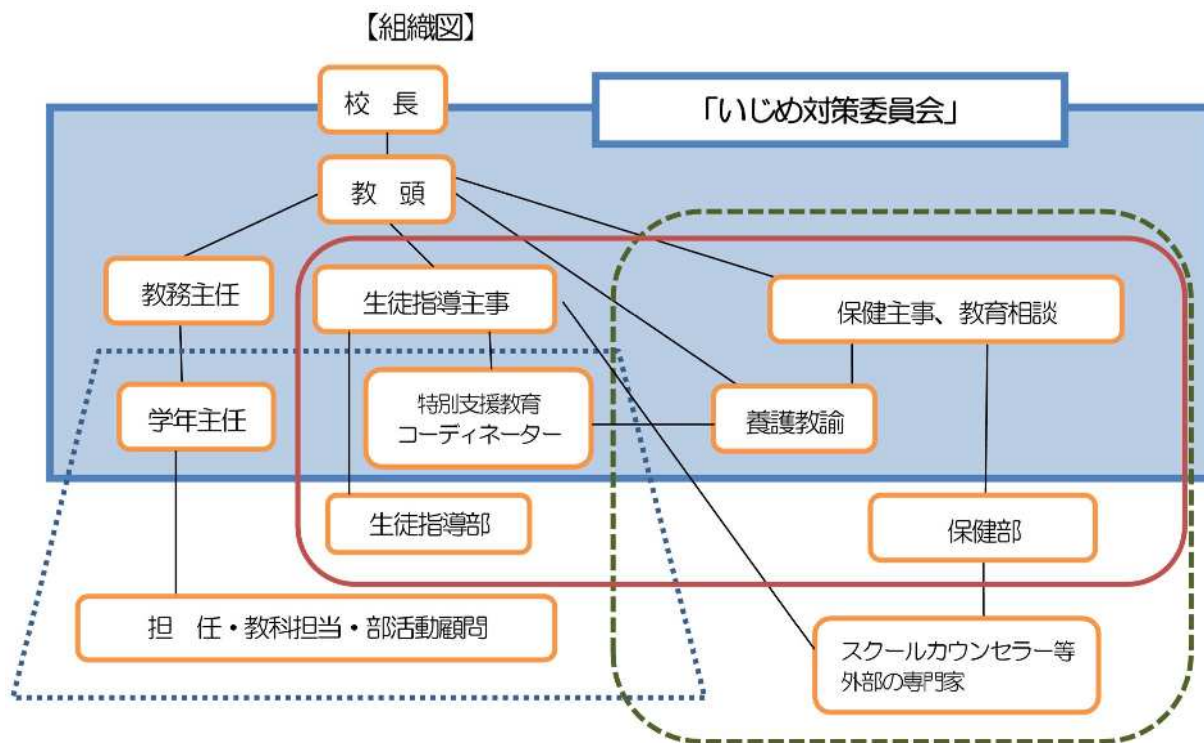 【組織図】
校 長
「いじめ対策委員会」
教 頭
教務主任
生徒指導主事
保健主事、教育相談
学年主任
特別支援教育
コーディネーター
養護教諭
生徒指導部
保健部
担 任・教科担当・部活動顧問
スクールカウンセラー等
外部の専門家